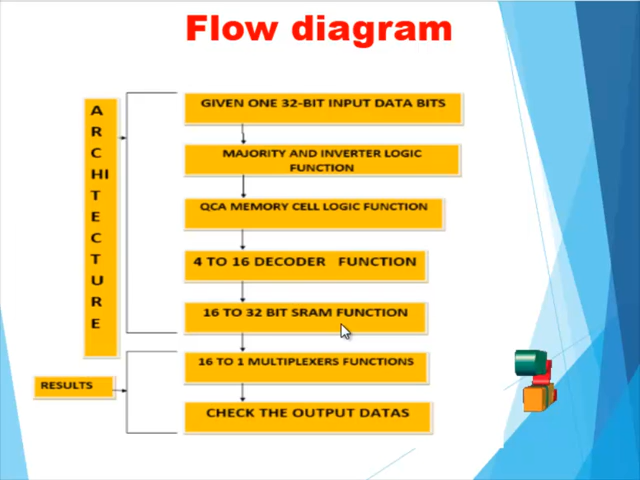 Flow diagram
A
R
C
HI
T
E
C
T
U
R
E
GIVEN ONE 32-BIT INPUT DATA BITS
MAJORITY AND INVERTER LOGIC
FUNCTION
QCA MEMORY CELL LOGIC FUNCTION
4 TO 16 DECODER FUNCTION
16 TO 32 BIT SRAM FUNCTION
RESULTS
16 TO 1 MULTIPLEXERS FUNCTIONS
CHECK THE OUTPUT DATAS